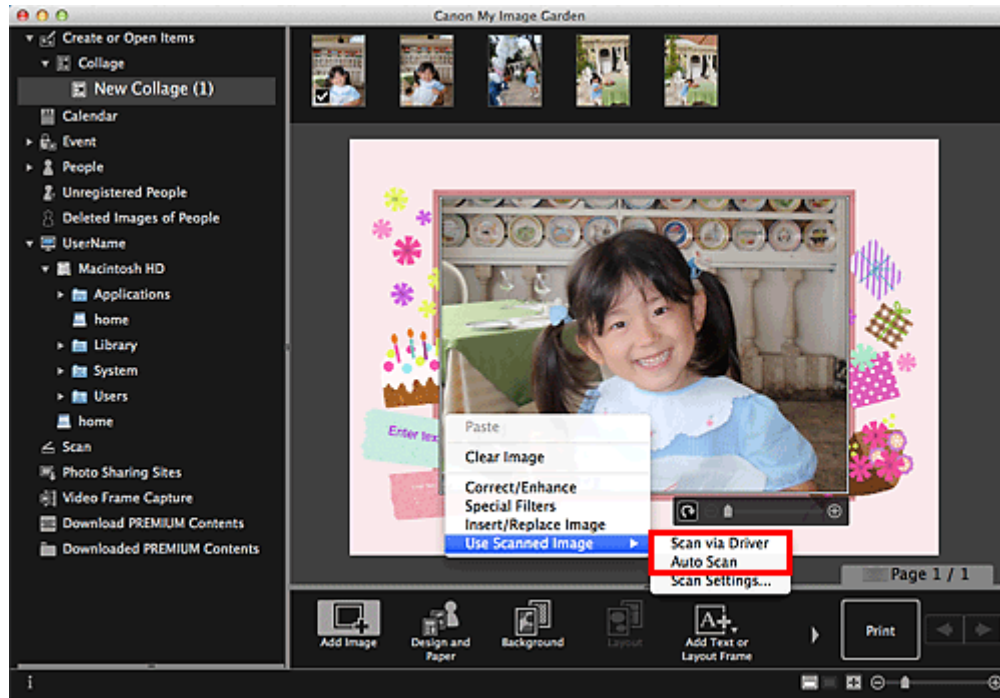 Canon My Image Garden
Create or Open Items
Collage
New Collage (1)
Calendar
Event
People
Unregistered People
Deleted Images of People
UserName
Macintosh HD
Applications
home
Library
System
Users
home
Scan
Photo Sharing Sites
Video Frame Capture
Download PREMIUM Contents
Downloaded PREMIUM Contents
Enter tex
Paste
Clear Image
Correct/Enhance
Special Filters
Insert/Replace Image
Use Scanned Image
Scan via Driver
Auto Scan
Scan Settings...
Page 1 / 1
Add Image
Design and
Paper
Background
Layout
Add Text or
Layout Frame
Print